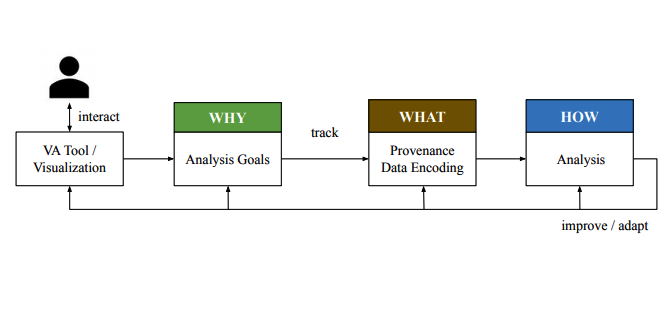 interact
VA Tool /
Visualization
WHY
Analysis Goals
track
WHAT
Provenance
Data Encoding
HOW
Analysis
improve / adapt